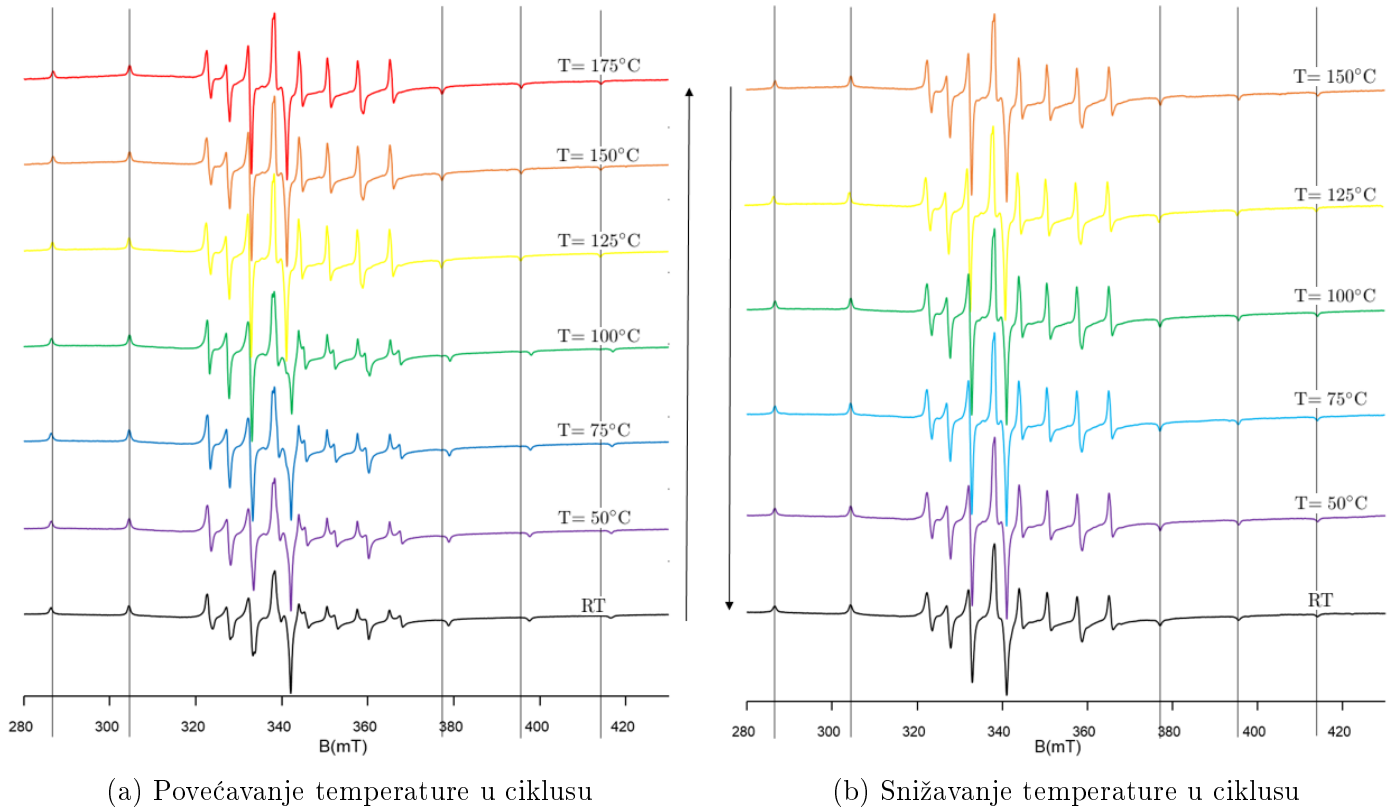 T= 175°C
T= 150°C
T= 125°C
T= 100°C
T= 75°C
T= 50°C
RT
280 300 320 340 360 380 400 420
B(mT)
(a) Povećavanje temperature u ciklusu
T= 150°C
T= 125°C
T= 100°C
T= 75°C
T= 50°C
RT
280 300 320 340 360 380 400 420
B(mT)
(b) Snižavanje temperature u ciklusu